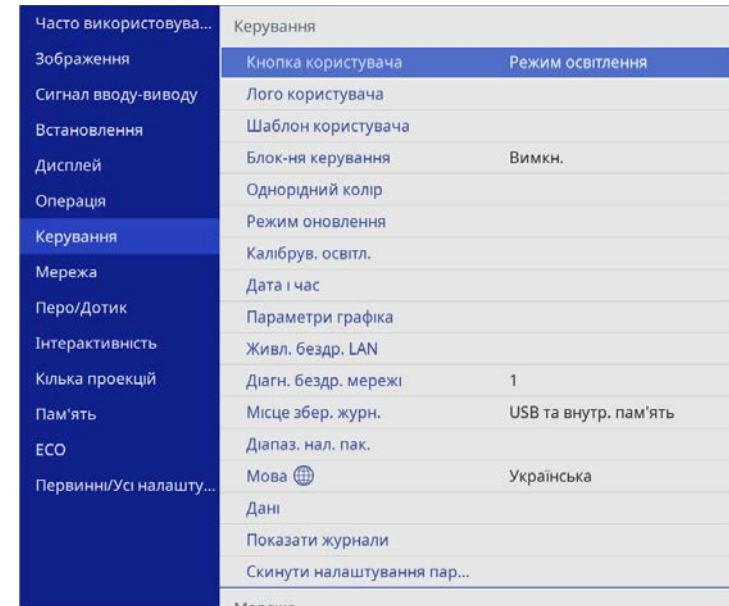 Часто використовува...
Зображення
Сигнал вводу-виводу
Встановлення
Дисплей
Операція
Керування
Мережа
Перо/Дотик
Інтерактивність
Кілька проекцій
Пам'ять
ECO
Первинні/Усі налашту...
Керування
Кнопка користувача Режим освітлення
Лого користувача
Шаблон користувача
Блок-ня керування Вимкн.
Однорідний колір
Режим оновлення
Калібрув. освітл.
Дата і час
Параметри графіка
Живл. бездр. LAN
Діагн. бездр. мережі 1
Місце збер. журн. USB та внутр. пам'ять
Діапаз. нал. пак.
Мова Українська
Дані
Показати журнали
Скинути налаштування пар...
Мережа